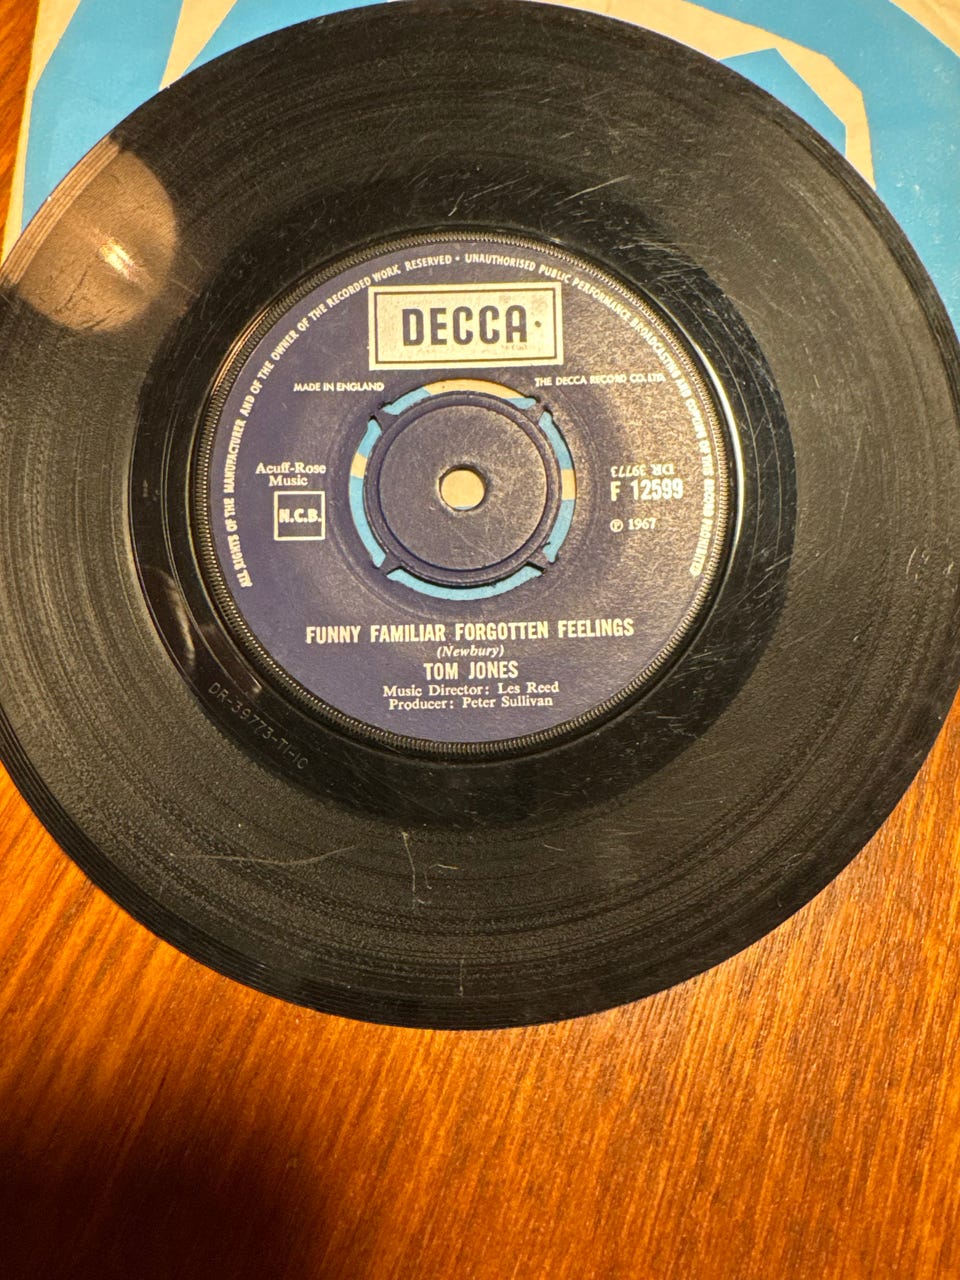 ALL RIGHTS OF THE MANUFACTURER AND OF THE OWNER OF THE RECORDED WORK RESERVED • UNAUTHORISED PUBLIC PERFORMANCE BROADCASTING AND COPYING OF THIS RECORD PROHIBITED
DECCA
MADE IN ENGLAND
THE DECCA RECORD CO. LTD.
Acuff-Rose
Music
N.C.B.
DR 39773
F 12599
℗ 1967
FUNNY FAMILIAR FORGOTTEN FEELINGS
(Newbury)
TOM JONES
Music Director: Les Reed
Producer: Peter Sullivan
DR-39773-T1-1C